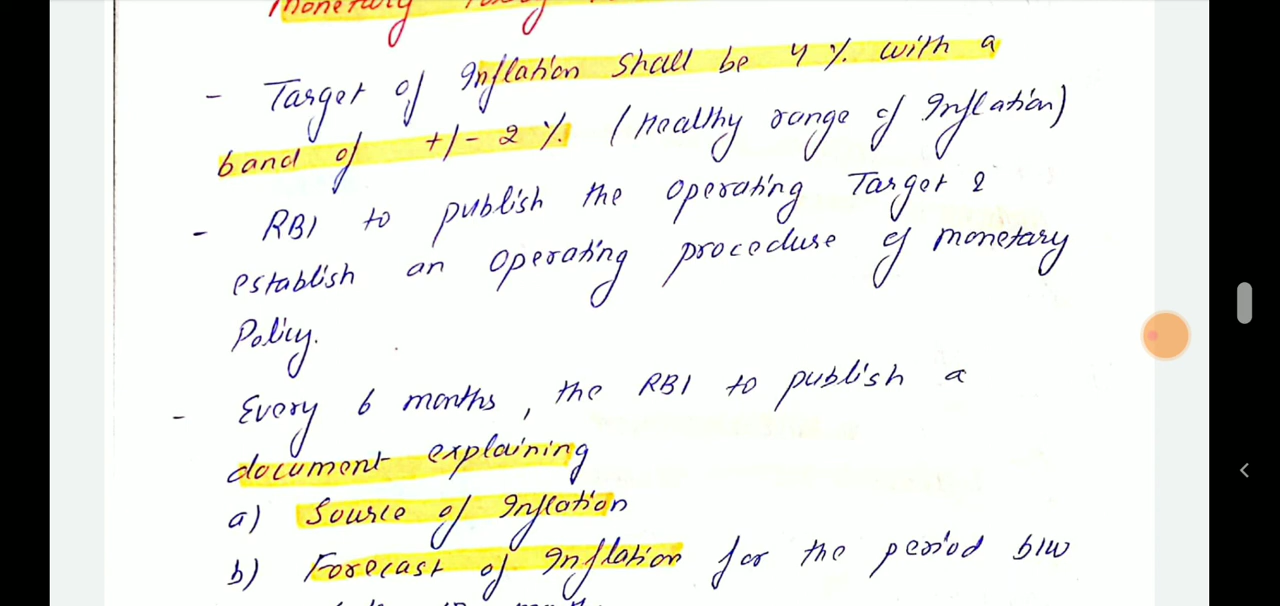 Monetary Policy
- Target of Inflation shall be 4 % with a
band of +/- 2 %. (Healthy range of Inflation)
- RBI to publish the operating Target &
establish an operating procedure of monetary
Policy.
- Every 6 months, the RBI to publish a
document explaining
a) Source of Inflation
b) Forecast of Inflation for the period b/w